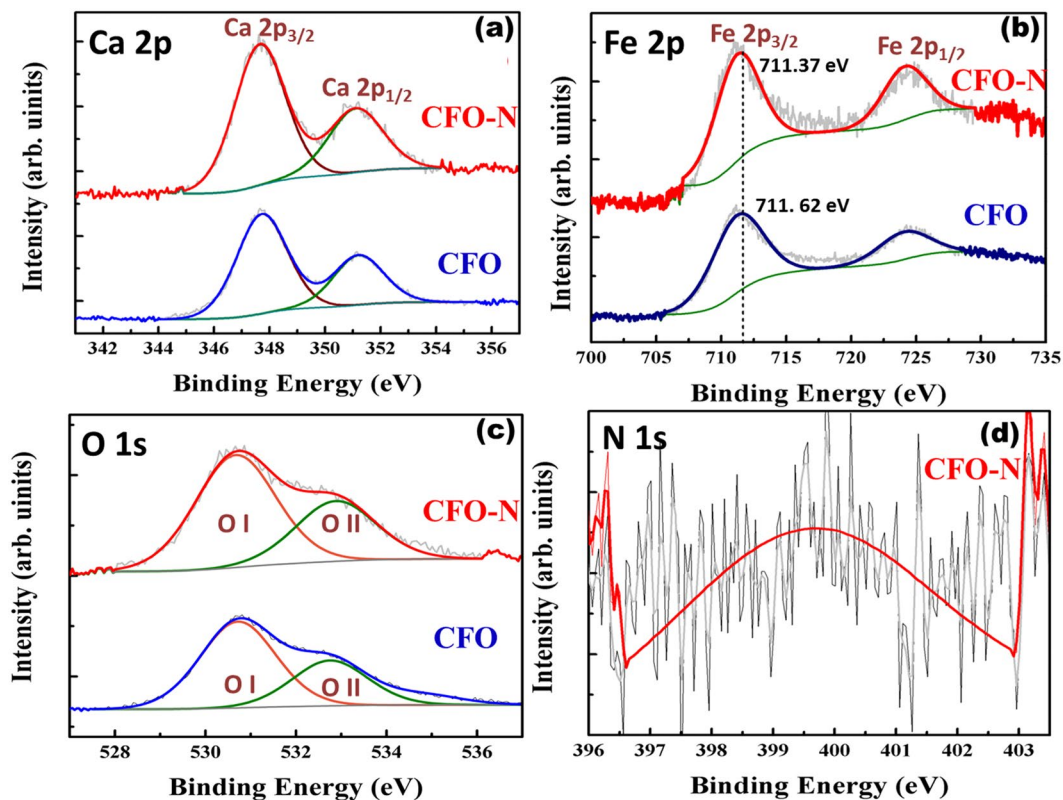 Ca 2p
Ca 2p3/2
(a)
Ca 2p1/2
CFO-N
CFO
Intensity (arb. uinits)
342 344 346 348 350 352 354 356
Binding Energy (eV)
Fe 2p
Fe 2p3/2
(b)
Fe 2p1/2
711.37 eV
CFO-N
711. 62 eV
CFO
Intensity (arb. uinits)
700 705 710 715 720 725 730 735
Binding Energy (eV)
O 1s
(c)
CFO-N
O I O II
CFO
O I O II
Intensity (arb. uinits)
528 530 532 534 536
Binding Energy (eV)
N 1s
(d)
CFO-N
Intensity (arb. uinits)
396 397 398 399 400 401 402 403
Binding Energy (eV)